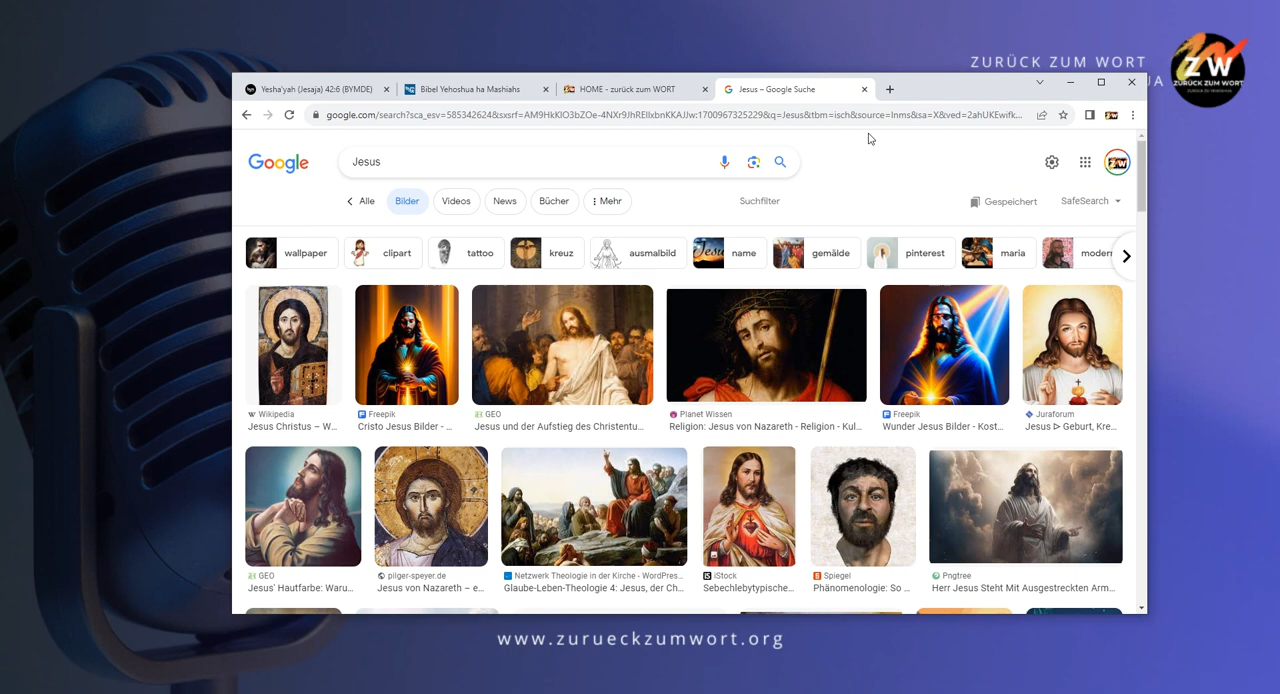 ZURÜCK ZUM WORT
UA
ZW
ZURÜCK ZUM WORT
Yesha'yah (Jesaja) 42:6 (BYMDE)
Bibel Yehoshua ha Mashiahs
HOME - zurück zum WORT
Jesus – Google Suche
google.com/search?sca_esv=585342624&sxsrf=AM9HkKlO3bZOe-4NXr9JhREllxbnKKAJJw:1700967325229&q=Jesus&tbm=isch&source=lnms&sa=X&ved=2ahUKEwifk...
Google
Jesus
Alle
Bilder
Videos
News
Bücher
Mehr
Suchfilter
Gespeichert
SafeSearch
wallpaper
clipart
tattoo
kreuz
ausmalbild
name
gemälde
pinterest
maria
modern
Wikipedia
Jesus Christus – W...
Freepik
Cristo Jesus Bilder - ...
GEO
Jesus und der Aufstieg des Christentu...
Planet Wissen
Religion: Jesus von Nazareth - Religion - Kul...
Freepik
Wunder Jesus Bilder - Kost...
Juraforum
Jesus ᐅ Geburt, Kre...
GEO
Jesus' Hautfarbe: Waru...
pilger-speyer.de
Jesus von Nazareth – e...
Netzwerk Theologie in der Kirche - WordPres...
Glaube-Leben-Theologie 4: Jesus, der Ch...
iStock
Sebechlebytypische...
Spiegel
Phänomenologie: So ...
Pngtree
Herr Jesus Steht Mit Ausgestreckten Arm...
www.zurueckzumwort.org